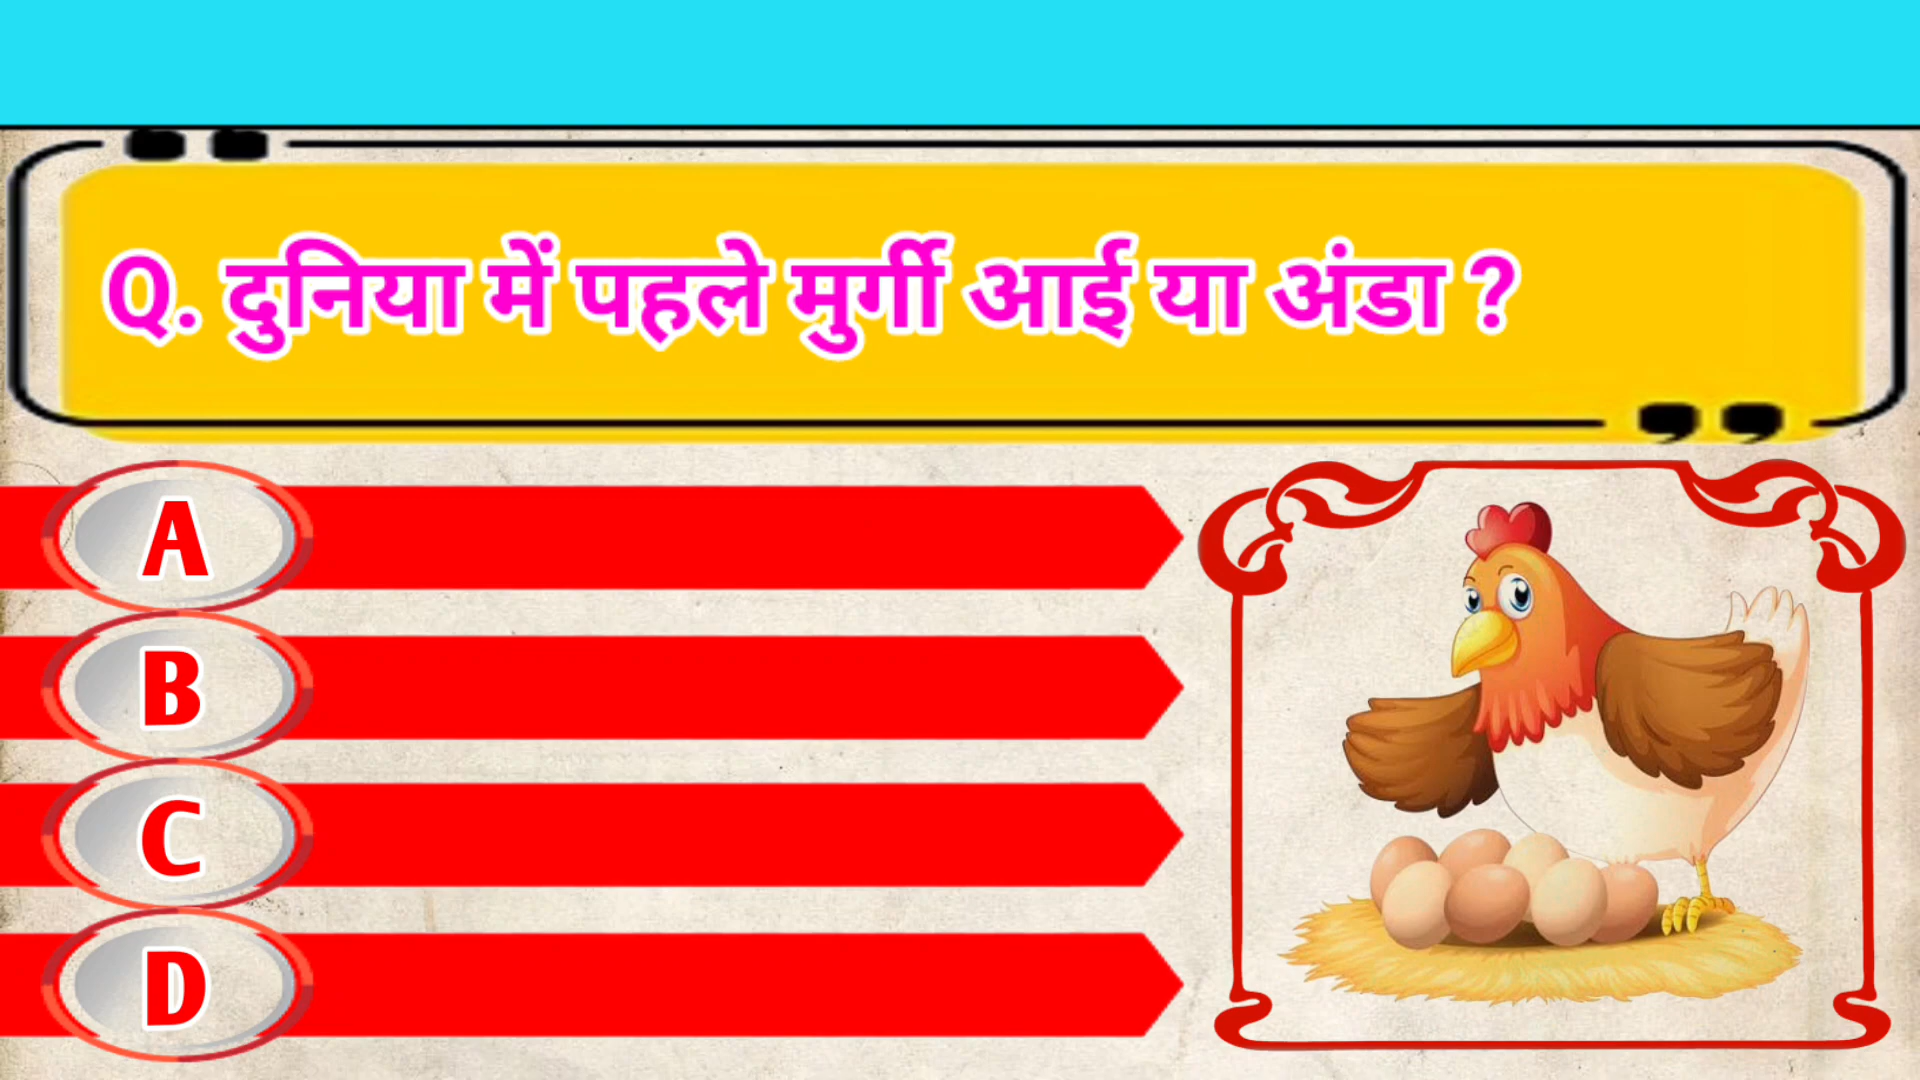 Q. दुनिया में पहले मुर्गी आई या अंडा ?
A
B
C
D